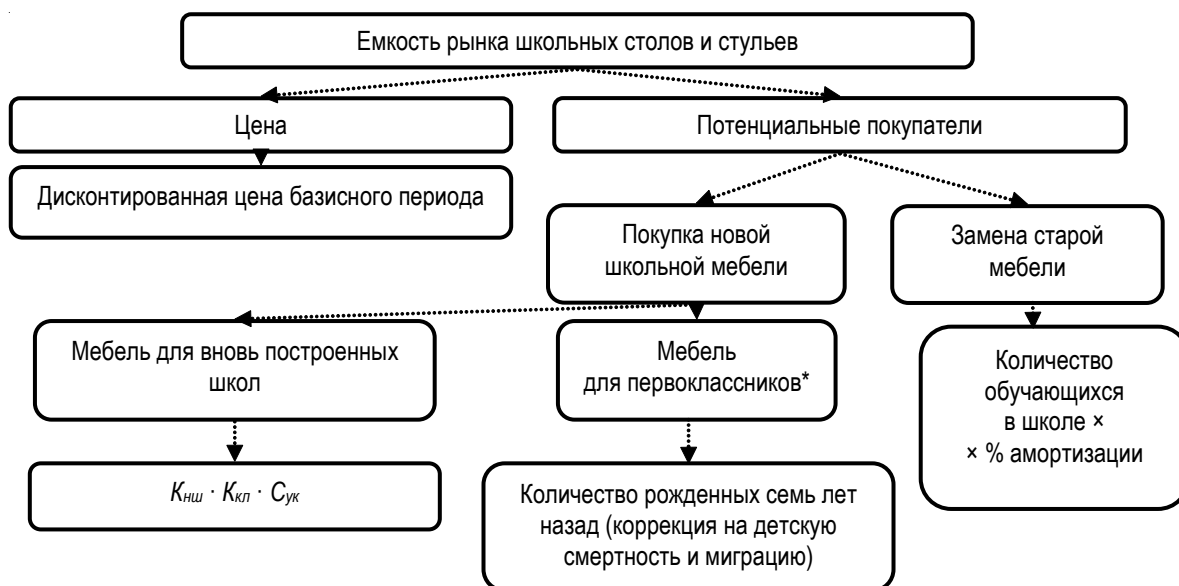 Емкость рынка школьных столов и стульев
Цена
Потенциальные покупатели
Дисконтированная цена базисного периода
Покупка новой
школьной мебели
Замена старой
мебели
Мебель для вновь построенных
школ
Мебель
для первоклассников*
Количество
обучающихся
в школе ×
× % амортизации
Kнш · Kкл · Cук
Количество рожденных семь лет
назад (коррекция на детскую
смертность и миграцию)